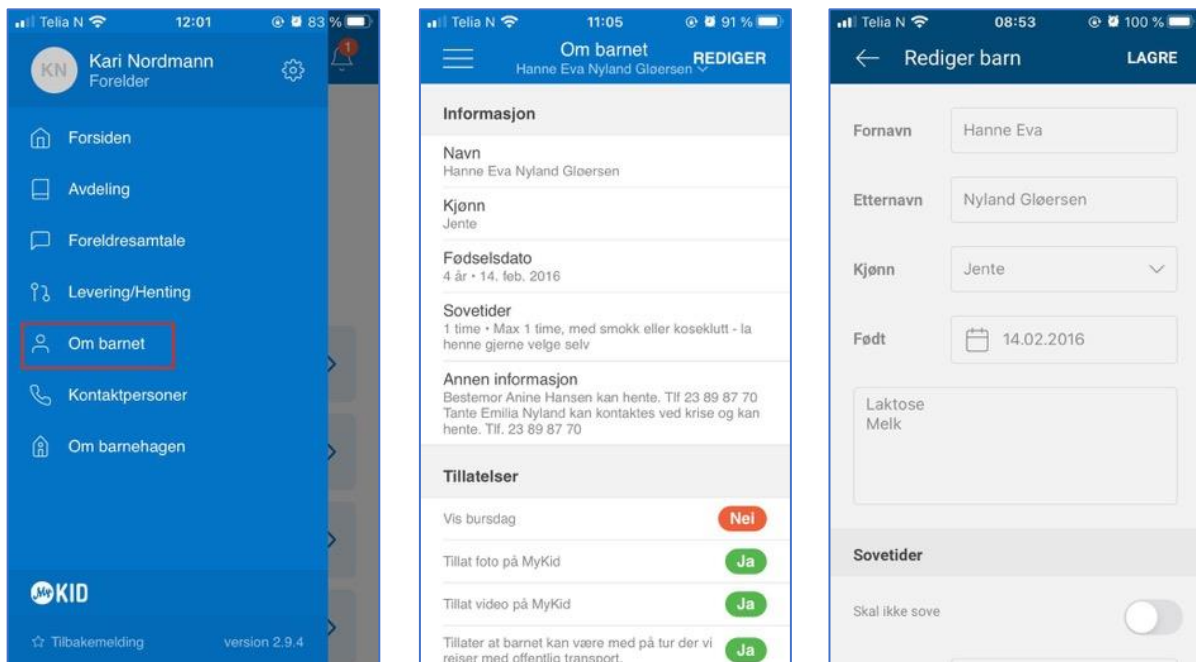 Telia N 12:01 83 %
KN
Kari Nordmann
Forelder
1
Forsiden
Avdeling
Foreldresamtale
Levering/Henting
Om barnet
Kontaktpersoner
Om barnehagen
My KID
Tilbakemelding version 2.9.4
Telia N 11:05 91 %
Om barnet
Hanne Eva Nyland Gløersen
REDIGER
Informasjon
Navn
Hanne Eva Nyland Gløersen
Kjønn
Jente
Fødselsdato
4 år • 14. feb. 2016
Sovetider
1 time • Max 1 time, med smokk eller koseklutt - la
henne gjerne velge selv
Annen informasjon
Bestemor Anine Hansen kan hente. Tlf 23 89 87 70
Tante Emilia Nyland kan kontaktes ved krise og kan
hente. Tlf. 23 89 87 70
Tillatelser
Vis bursdag Nei
Tillat foto på MyKid Ja
Tillat video på MyKid Ja
Tillater at barnet kan være med på tur der vi Ja
reiser med offentlig transport.
Telia N 08:53 100 %
Rediger barn LAGRE
Fornavn Hanne Eva
Etternavn Nyland Gløersen
Kjønn Jente
Født 14.02.2016
Laktose
Melk
Sovetider
Skal ikke sove